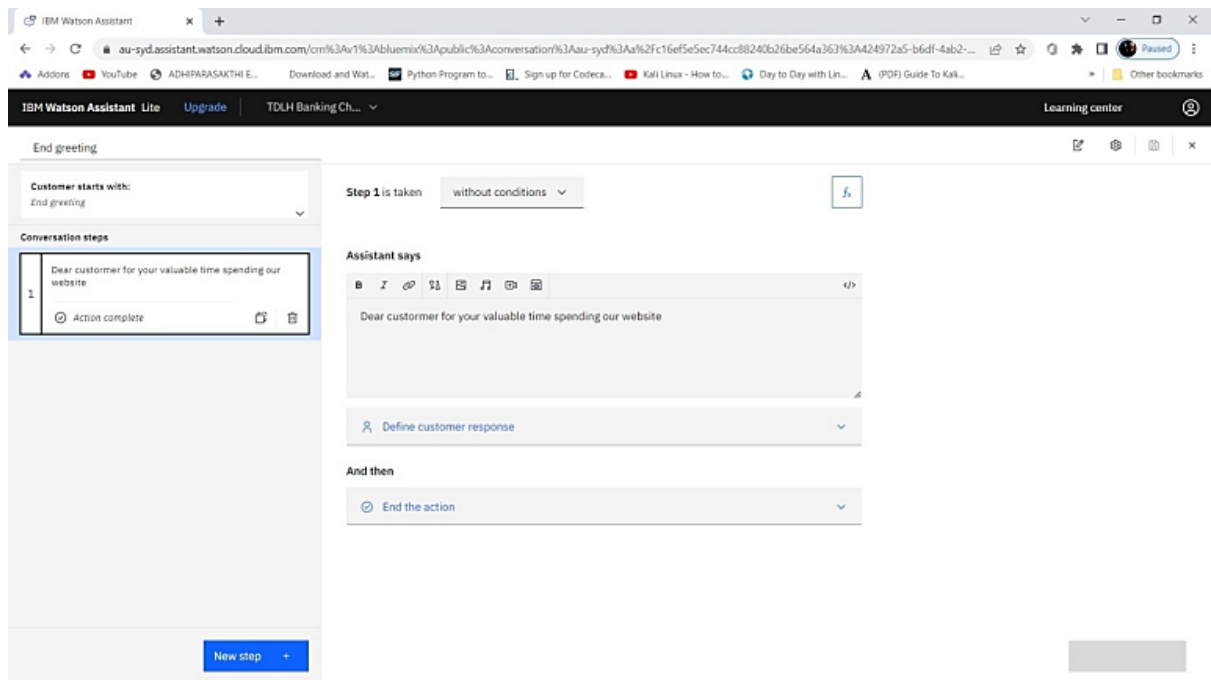 IBM Watson Assistant
au-syd.assistant.watson.cloud.ibm.com/crn%3Av1%3Abluemix%3Apublic%3Aconversation%3Aau-syd%3Aa%2Fc16ef5e5ec744cc88240b26be564a363%3A424972a5-b6df-4ab2-...
Paused
Addons
YouTube
ADHIPARASAKTHI E...
Download and Wat...
Python Program to...
Sign up for Codeca...
Kali Linux - How to...
Day to Day with Lin...
(PDF) Guide To Kali...
Other bookmarks
IBM Watson Assistant Lite
Upgrade
TDLH Banking Ch...
Learning center
End greeting
Customer starts with:
End greeting
Conversation steps
1
Dear custormer for your valuable time spending our
website
Action complete
New step +
Step 1 is taken
without conditions
fx
Assistant says
B I
</>
Dear custormer for your valuable time spending our website
Define customer response
And then
End the action